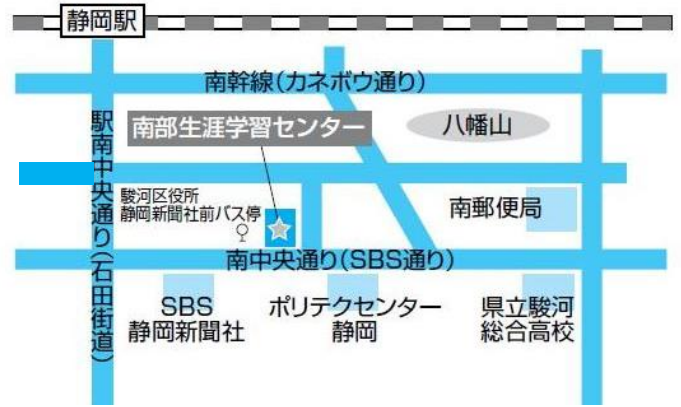 静岡駅
南幹線(カネボウ通り)
南部生涯学習センター
八幡山
駅南中央通り(石田街道)
駿河区役所
静岡新聞社前バス停
南郵便局
南中央通り(SBS通り)
SBS
静岡新聞社
ポリテクセンター
静岡
県立駿河
総合高校